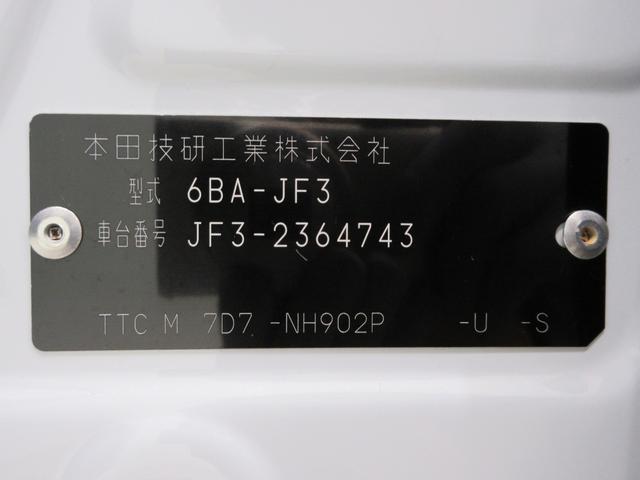 本田技研工業株式会社
型式 6BA-JF3
車台番号 JF3-2364743
TTC M 7D7 -NH902P -U -S